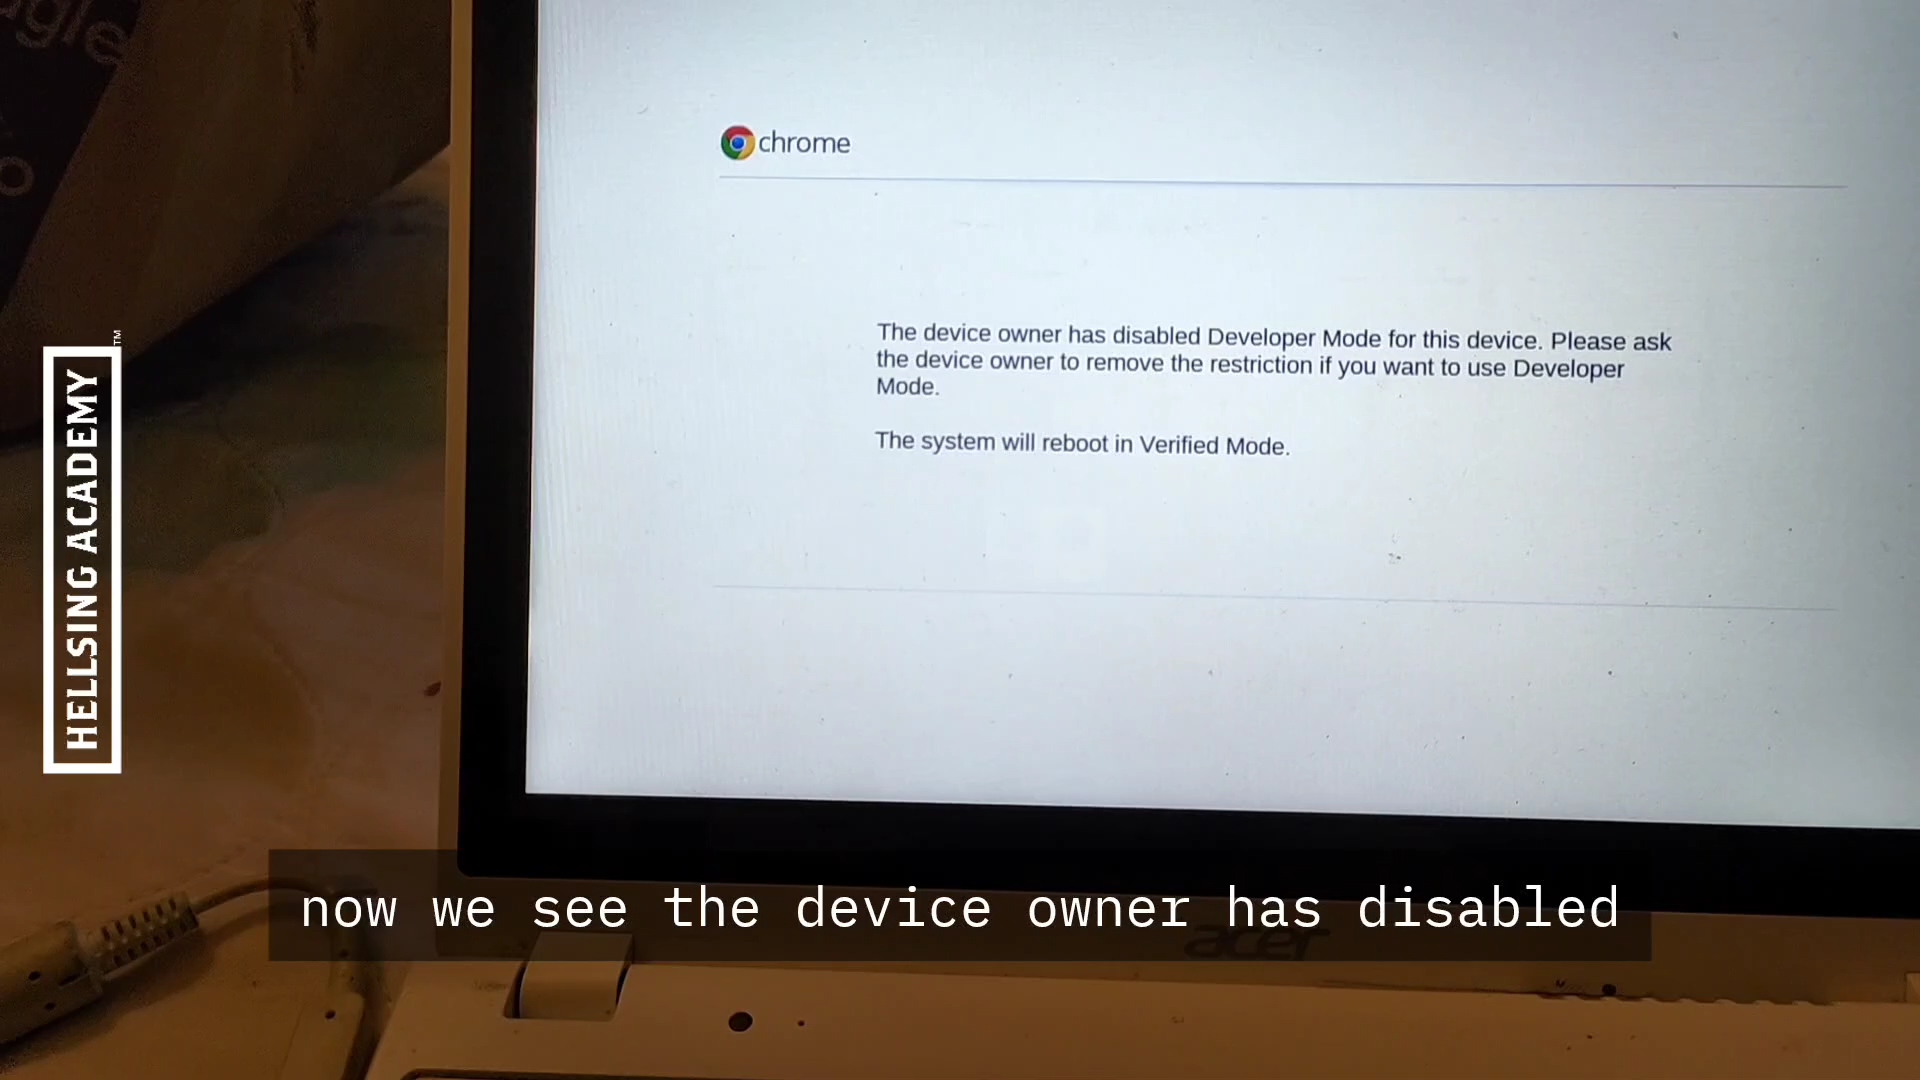 chrome
The device owner has disabled Developer Mode for this device. Please ask
the device owner to remove the restriction if you want to use Developer
Mode.
The system will reboot in Verified Mode.
HELLSING ACADEMY™
now we see the device owner has disabled
acer